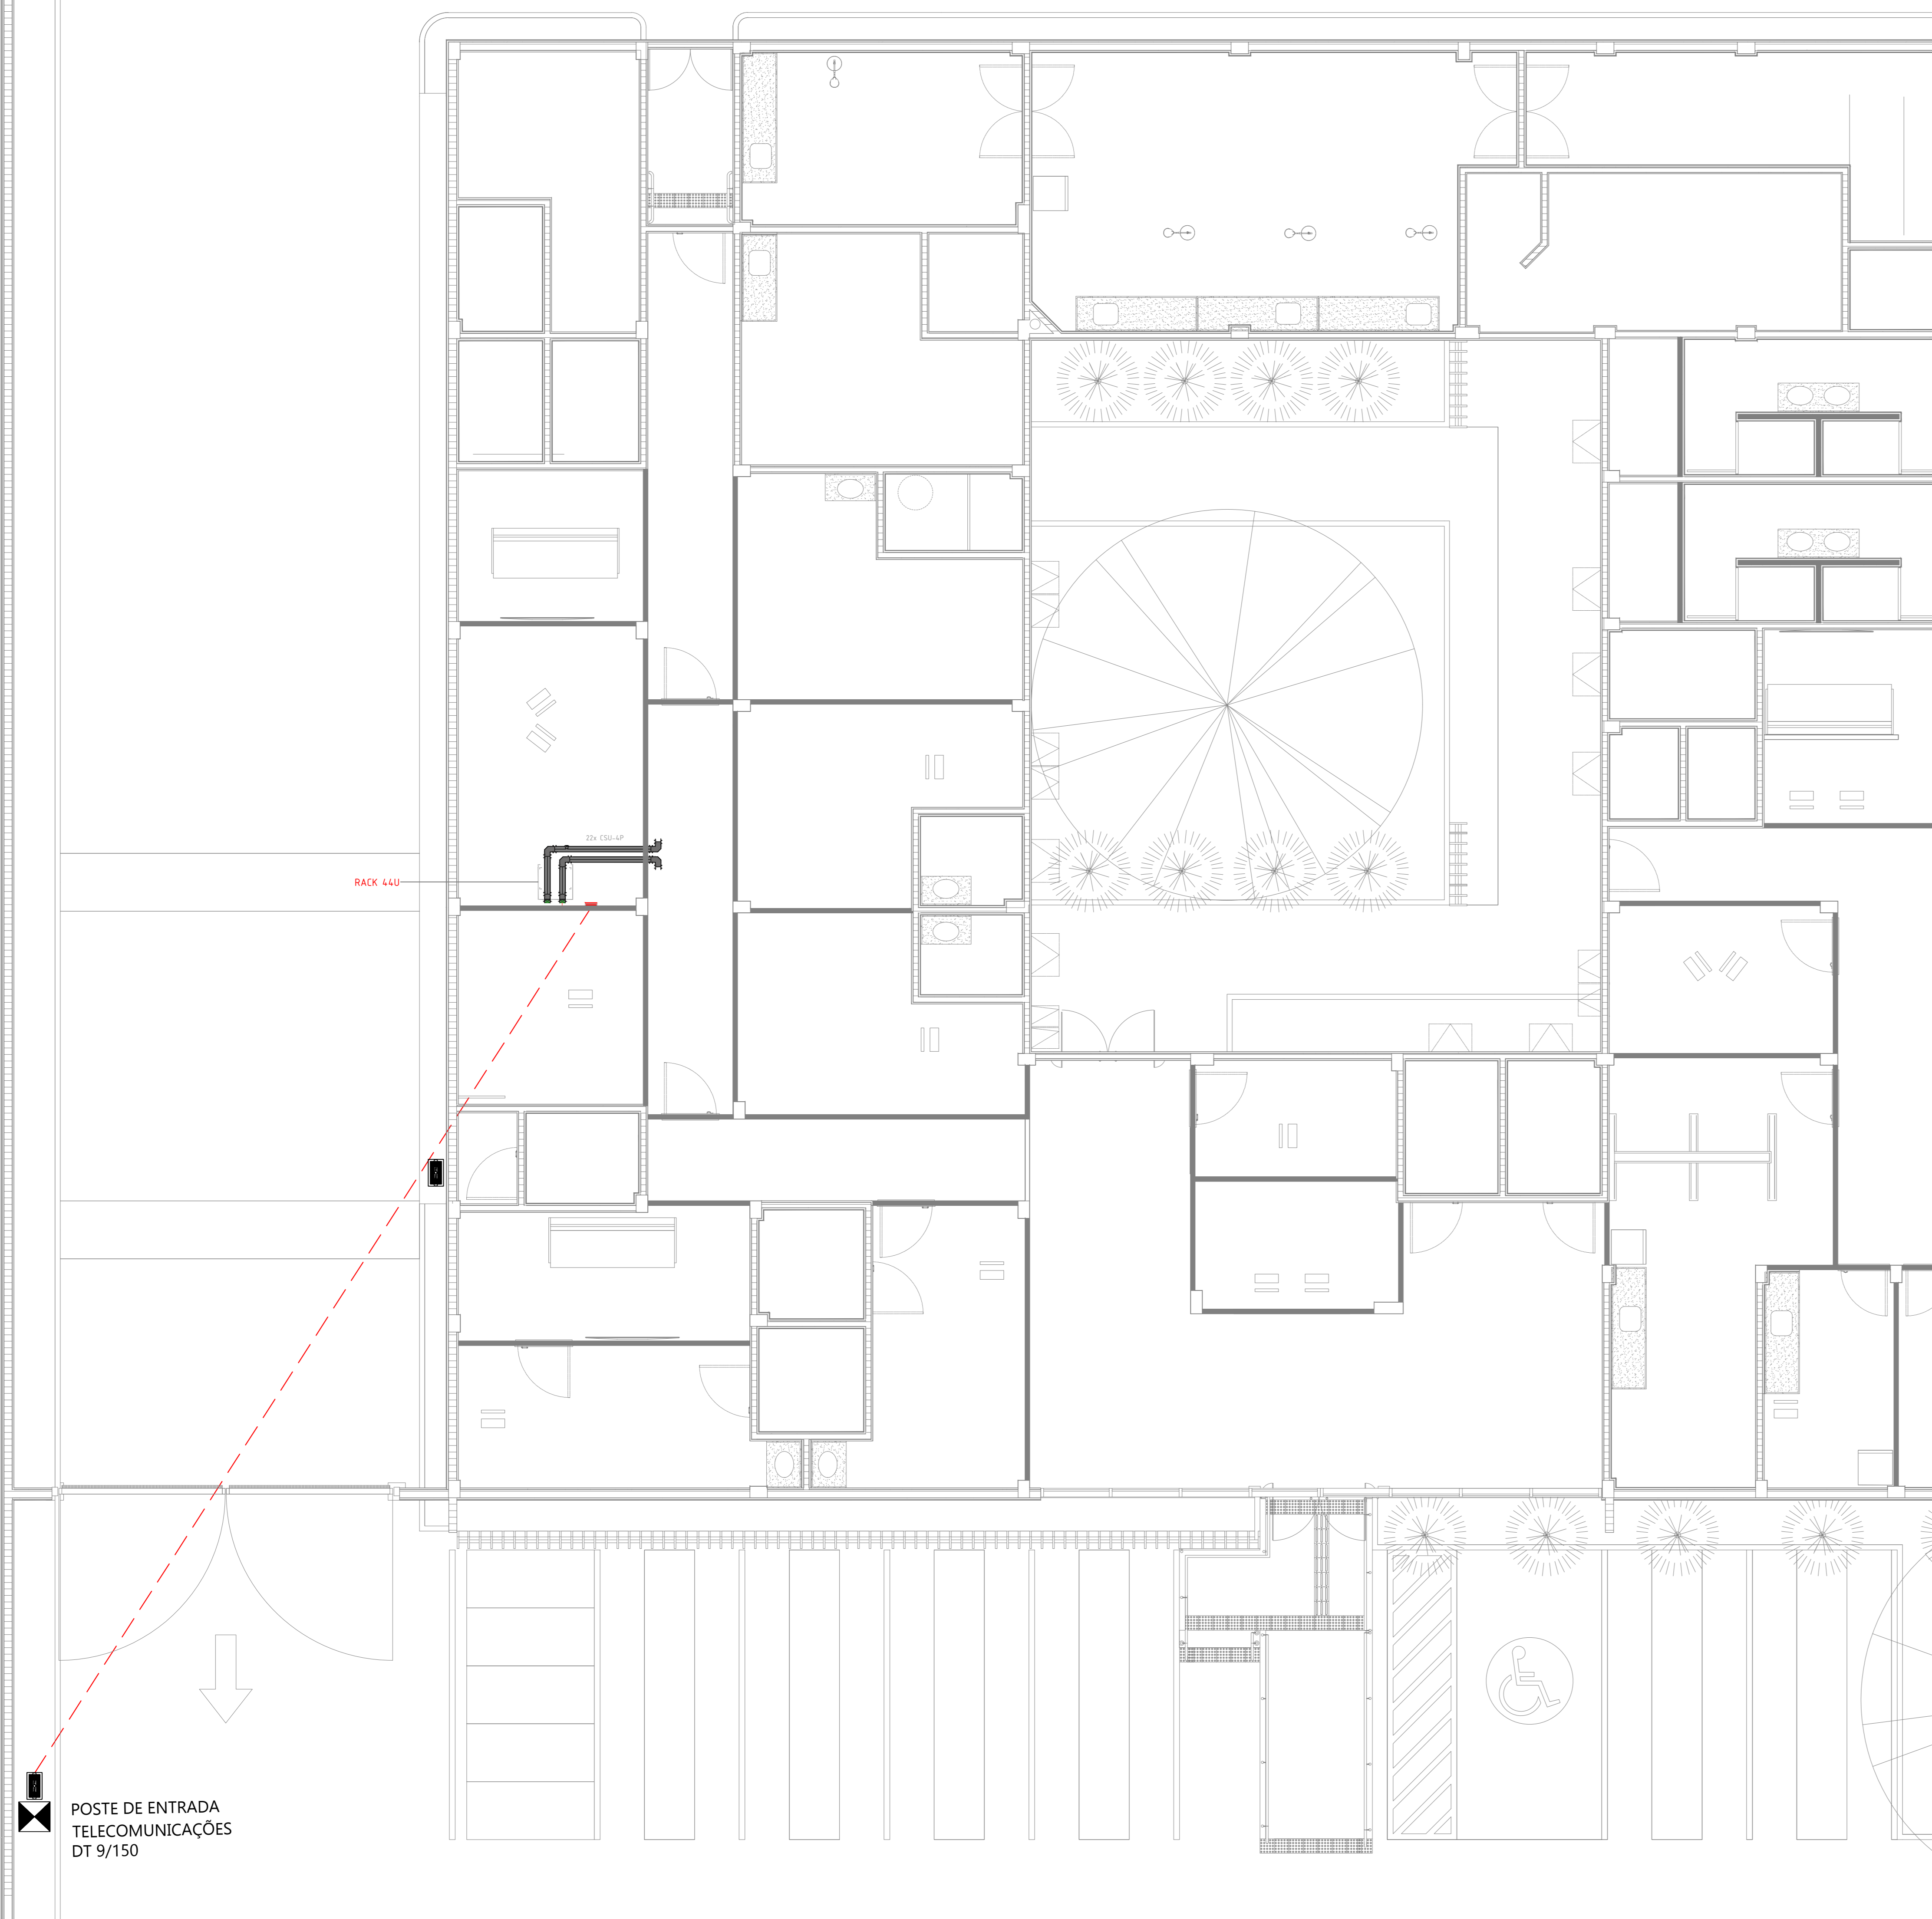 22x CSU-4P
RACK 44U
POSTE DE ENTRADA
TELECOMUNICAÇÕES
DT 9/150